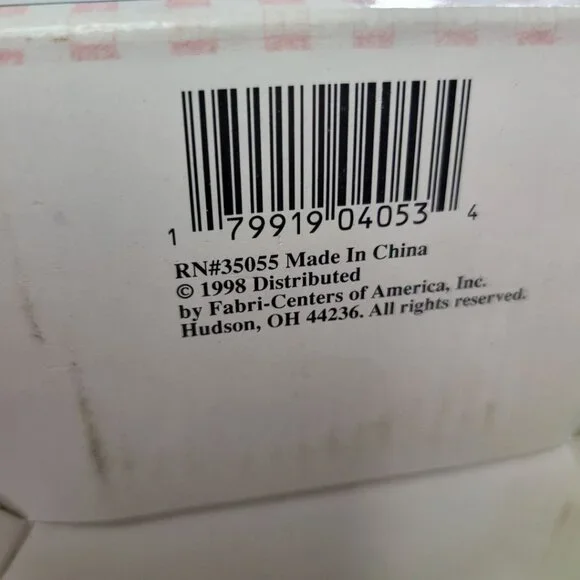 1 79919 04053 4
RN#35055 Made In China
© 1998 Distributed
by Fabri-Centers of America, Inc.
Hudson, OH 44236. All rights reserved.